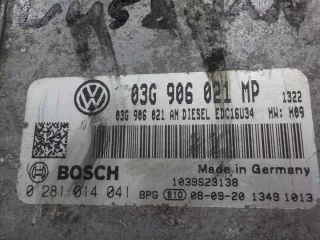 03G 906 021 MP 1322
03G 906 021 AM DIESEL EDC16U34 HW: H09
BOSCH
Made in Germany
0 281 014 041
1039S23138
BPG 810 08-09-20 1349 1013